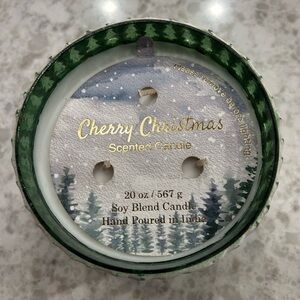 Cherry Christmas
Scented Candle
20 oz / 567 g
Soy Blend Candle
Hand Poured in India